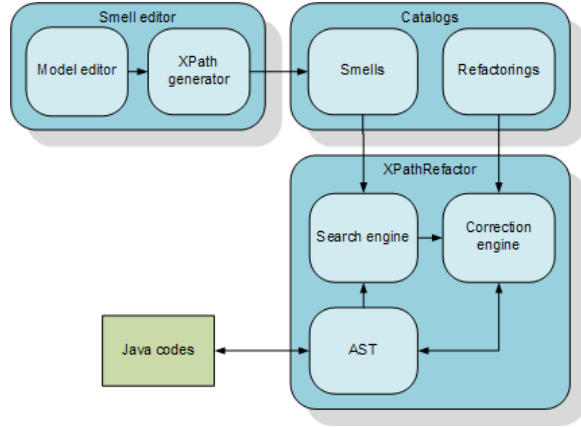 Smell editor
Model editor
XPath
generator
Catalogs
Smells
Refactorings
XPathRefactor
Search engine
Correction
engine
Java codes
AST